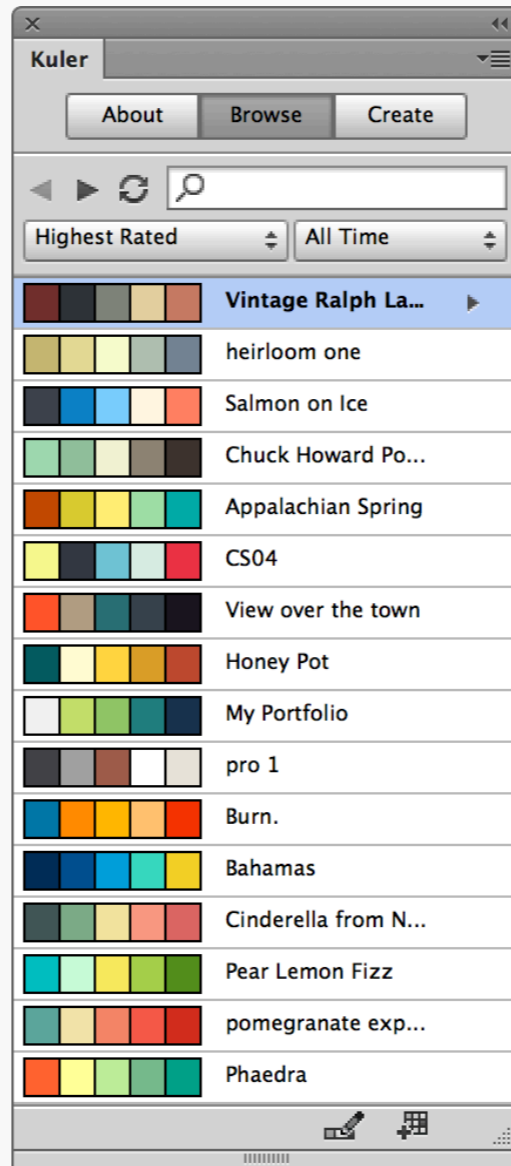 Kuler
About Browse Create
Highest Rated All Time
Vintage Ralph La...
heirloom one
Salmon on Ice
Chuck Howard Po...
Appalachian Spring
CS04
View over the town
Honey Pot
My Portfolio
pro 1
Burn.
Bahamas
Cinderella from N...
Pear Lemon Fizz
pomegranate exp...
Phaedra